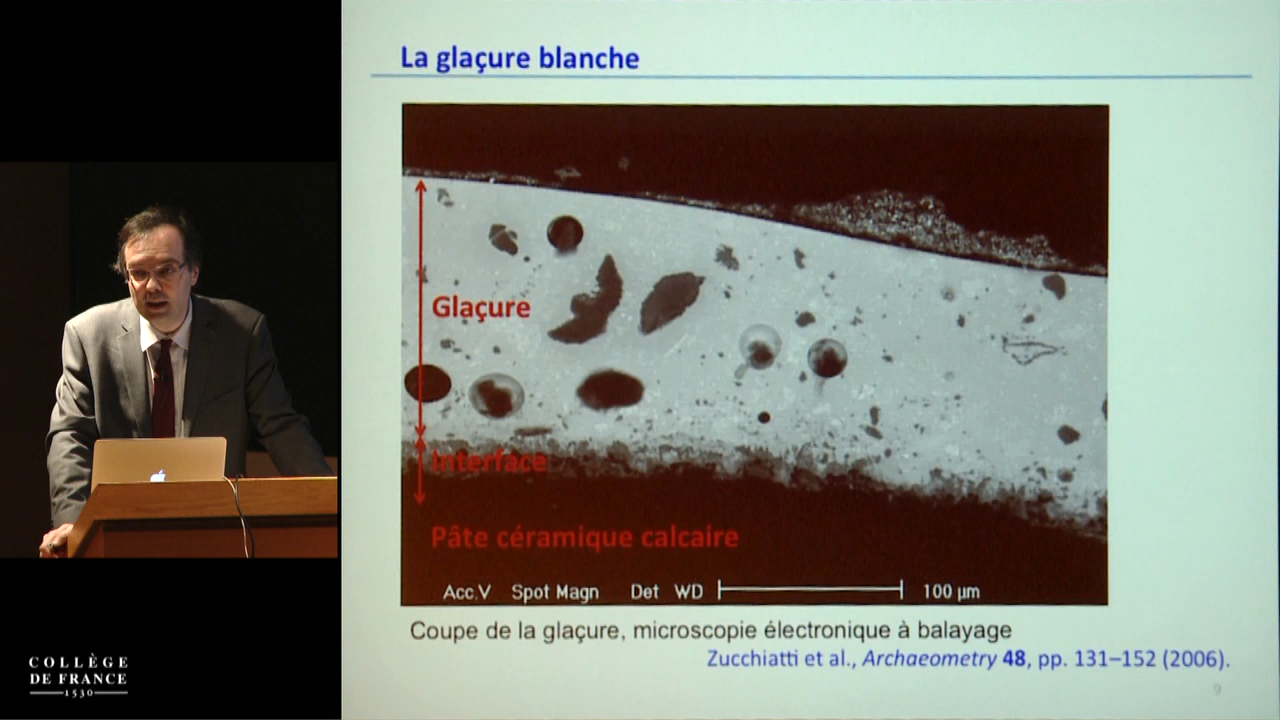 La glaçure blanche
Glaçure
Interface
Pâte céramique calcaire
Acc.V Spot Magn Det WD 100 µm
Coupe de la glaçure, microscopie électronique à balayage
Zucchiatti et al., Archaeometry 48, pp. 131–152 (2006).
9
COLLÈGE
DE FRANCE
1530